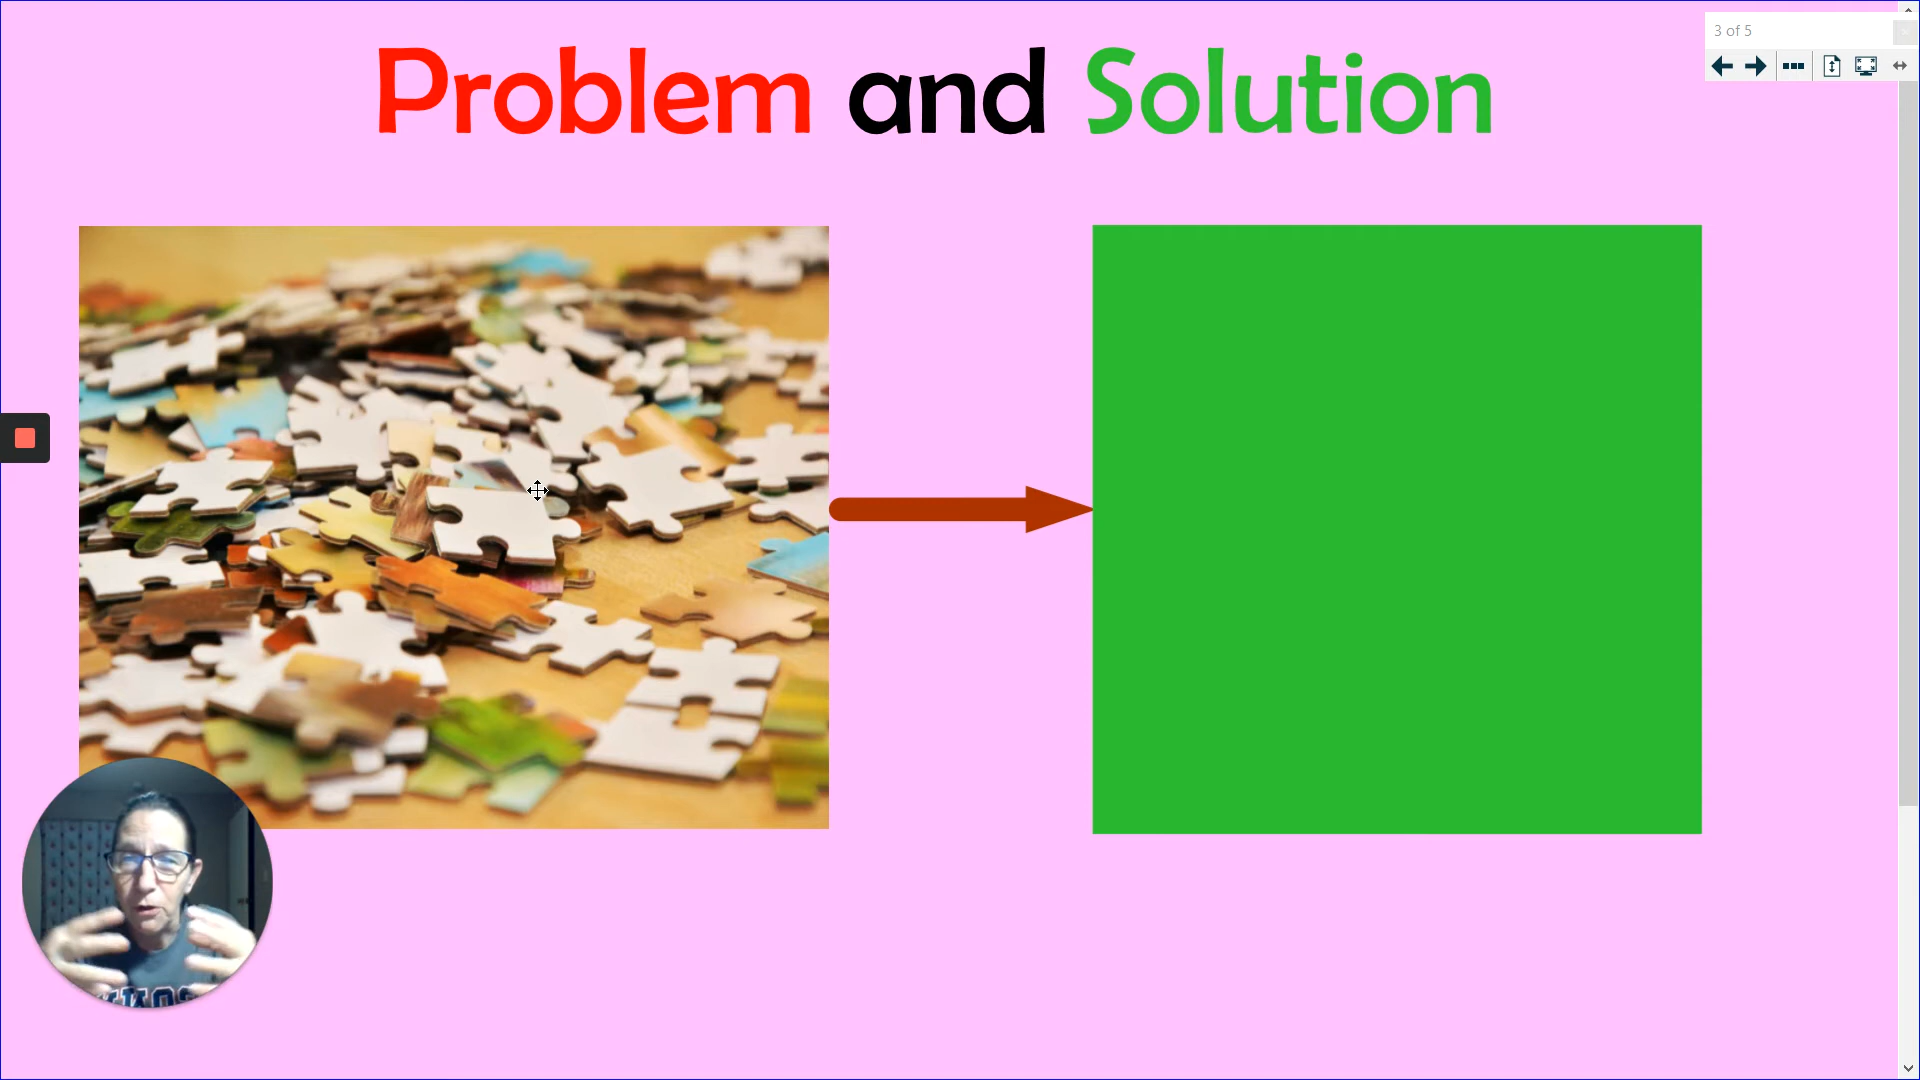 Problem and Solution
3 of 5